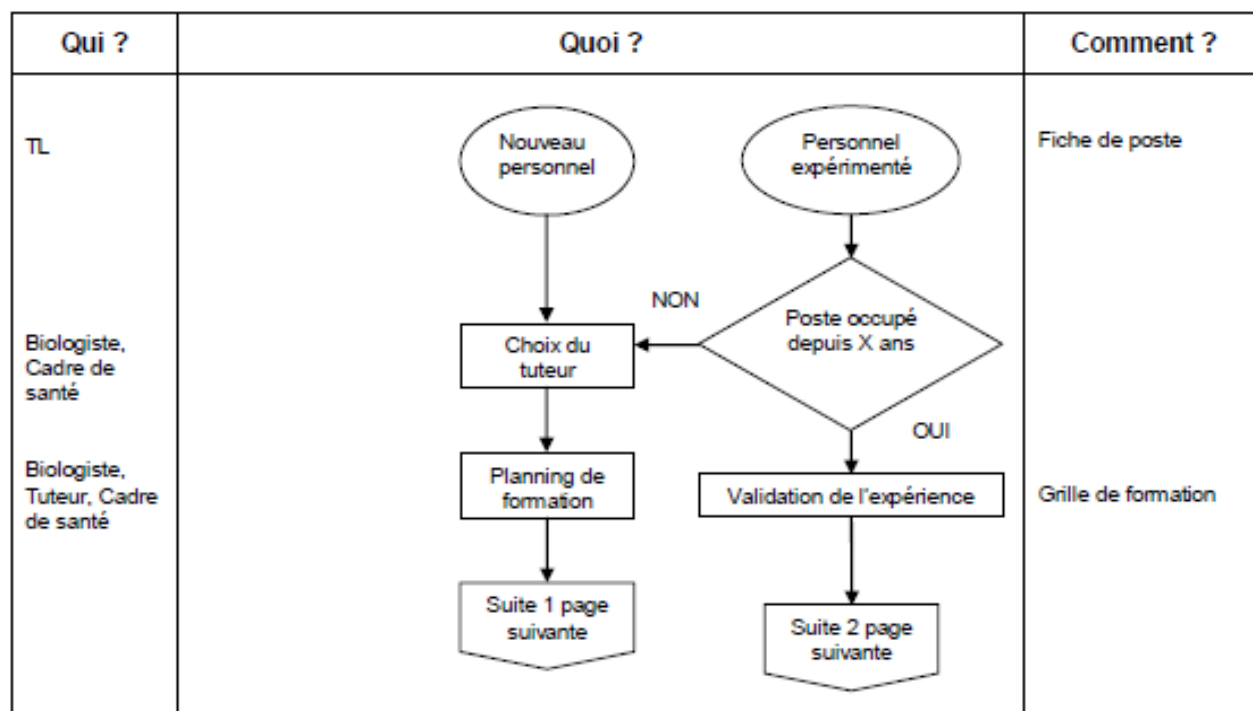 Qui ?
Quoi ?
Comment ?
TL
Nouveau
personnel
Personnel
expérimenté
Fiche de poste
NON
Poste occupé
depuis X ans
Biologiste,
Cadre de
santé
Choix du
tuteur
OUI
Biologiste,
Tuteur, Cadre
de santé
Planning de
formation
Validation de l'expérience
Grille de formation
Suite 1 page
suivante
Suite 2 page
suivante